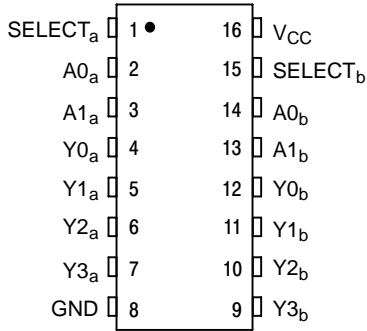 SELECTa 1 16 VCC
A0a 2 15 SELECTb
A1a 3 14 A0b
Y0a 4 13 A1b
Y1a 5 12 Y0b
Y2a 6 11 Y1b
Y3a 7 10 Y2b
GND 8 9 Y3b